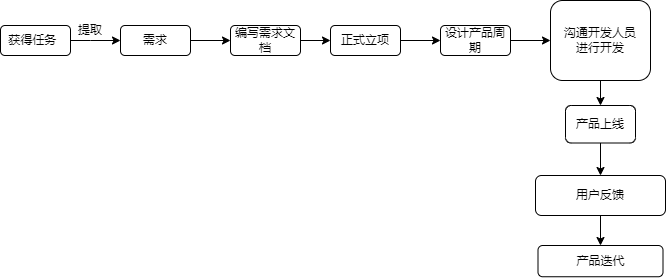 获得任务
提取
需求
编写需求文
档
正式立项
设计产品周
期
沟通开发人员
进行开发
产品上线
用户反馈
产品迭代